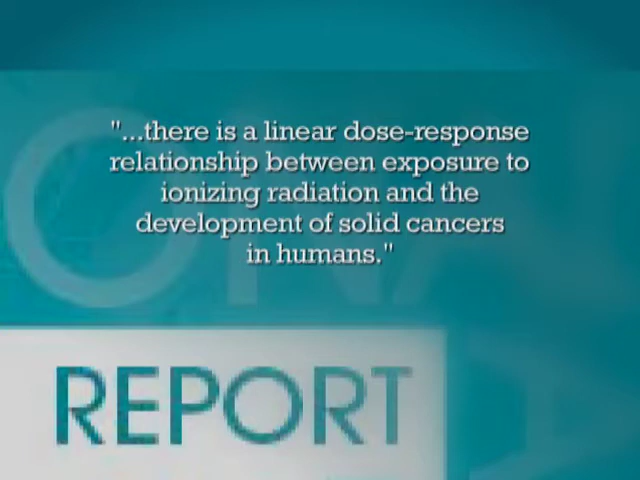 "...there is a linear dose-response
relationship between exposure to
ionizing radiation and the
development of solid cancers
in humans."
REPORT